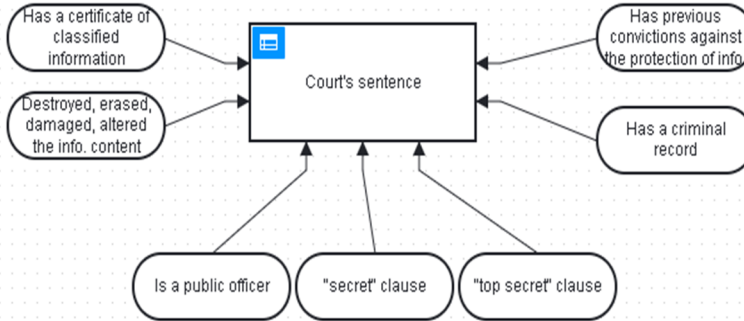 Has a certificate of
classified
information
Destroyed, erased,
damaged, altered
the info. content
Court's sentence
Has previous
convictions against
the protection of info
Has a criminal
record
Is a public officer
"secret" clause
"top secret" clause